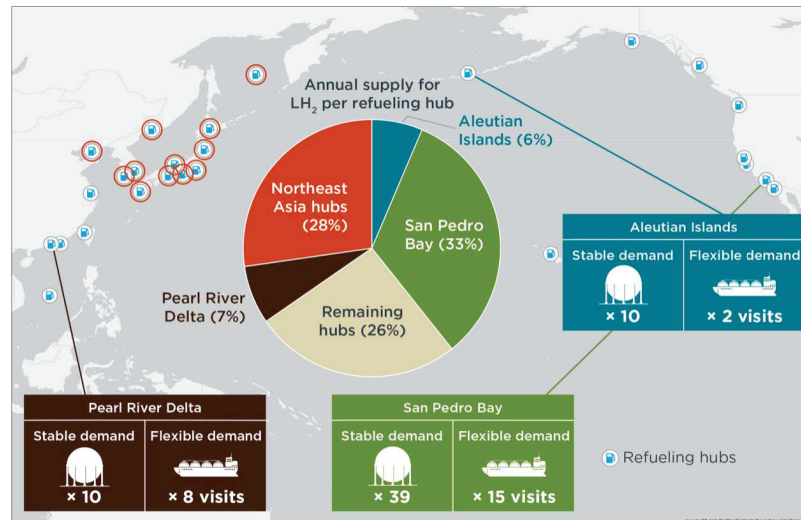 Annual supply for
LH₂ per refueling hub
Aleutian
Islands (6%)
Northeast
Asia hubs
(28%)
San Pedro
Bay (33%)
Pearl River
Delta (7%)
Remaining
hubs (26%)
Aleutian Islands
Stable demand
Flexible demand
× 10
× 2 visits
Pearl River Delta
Stable demand
Flexible demand
× 10
× 8 visits
San Pedro Bay
Stable demand
Flexible demand
× 39
× 15 visits
Refueling hubs